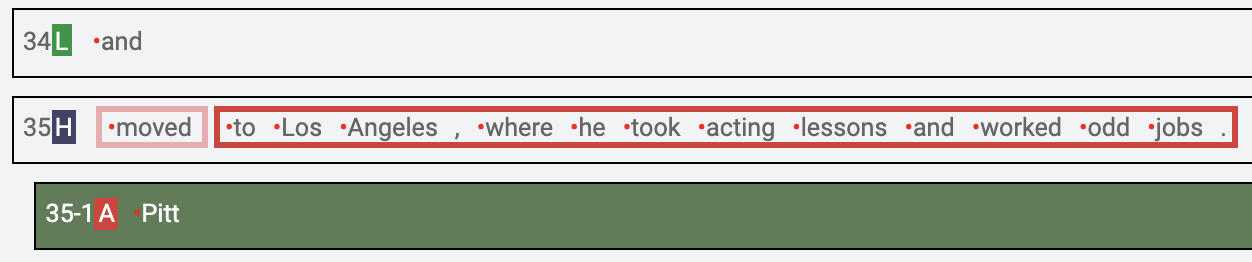 34 L •and
35 H •moved •to •Los •Angeles , •where •he •took •acting •lessons •and •worked •odd •jobs .
35-1 A •Pitt